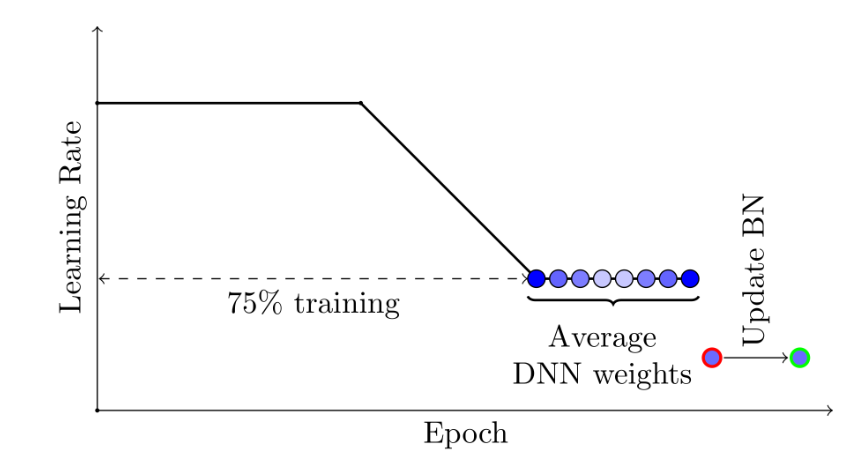 Learning Rate
75% training
Average
DNN weights
Update BN
Epoch